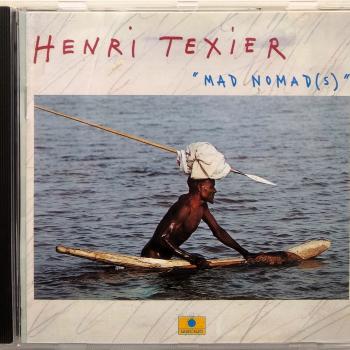 HENRI TEXIER
"MAD NOMAD(S)"